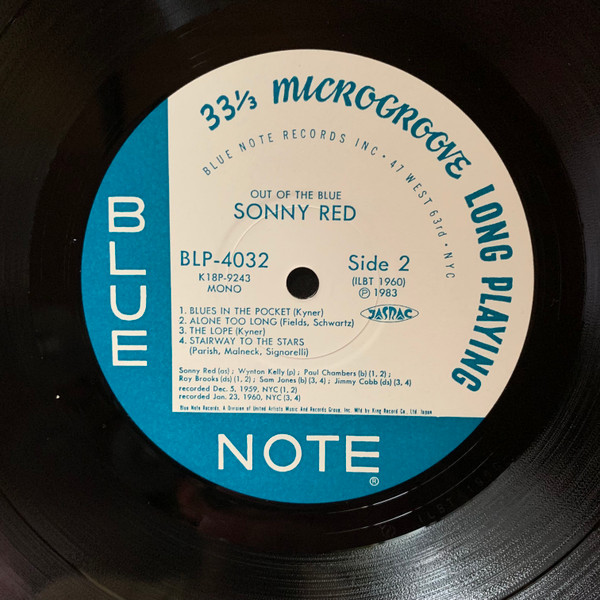 33⅓ MICROGROOVE LONG PLAYING
BLUE NOTE RECORDS INC • 47 WEST 63rd • NYC
OUT OF THE BLUE
SONNY RED
BLP-4032
K18P-9243
MONO
Side 2
(ILBT 1960)
Ⓟ 1983
JASRAC
1. BLUES IN THE POCKET (Kyner)
2. ALONE TOO LONG (Fields, Schwartz)
3. THE LOPE (Kyner)
4. STAIRWAY TO THE STARS
(Parish, Malneck, Signorelli)
Sonny Red (as) ; Wynton Kelly (p) ; Paul Chambers (b) (1, 2) ;
Roy Brooks (ds) (1, 2) ; Sam Jones (b) (3, 4) ; Jimmy Cobb (ds) (3, 4)
recorded Dec. 5, 1959, NYC (1, 2)
recorded Jan. 23, 1960, NYC (3, 4)
Blue Note Records, A Division of United Artists Music And Records Group, Inc. Mfd by King Record Co., Ltd. Japan
BLUE
NOTE
®